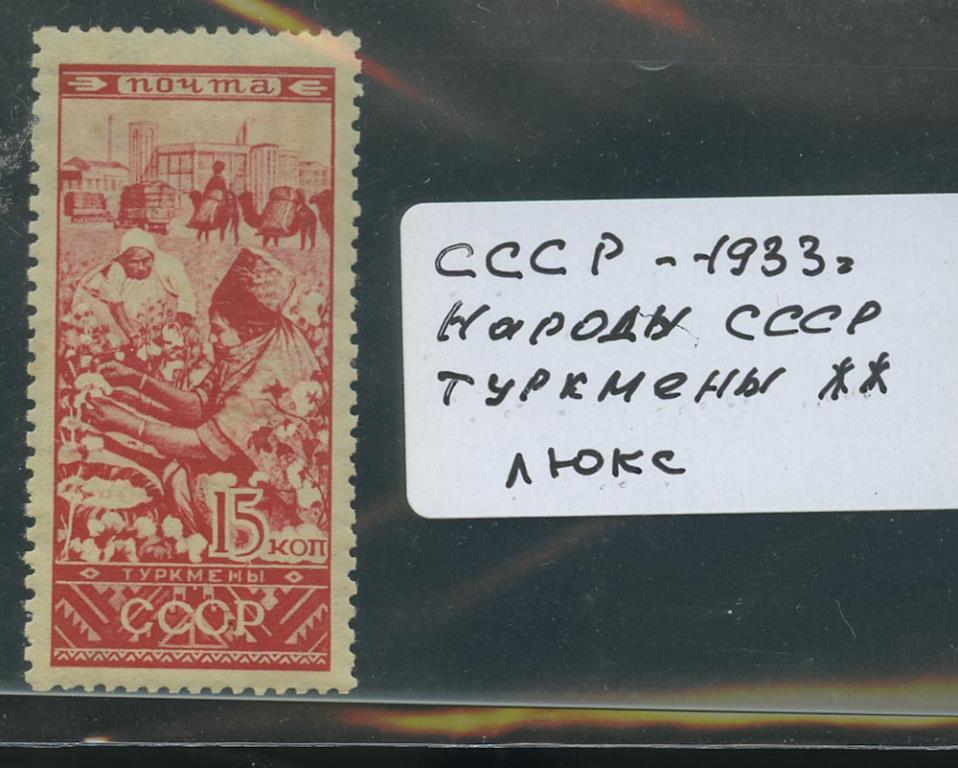 почта
15 коп
ТУРКМЕНЫ
СССР
СССР --1933г
Народы СССР
Туркмены **
люкс